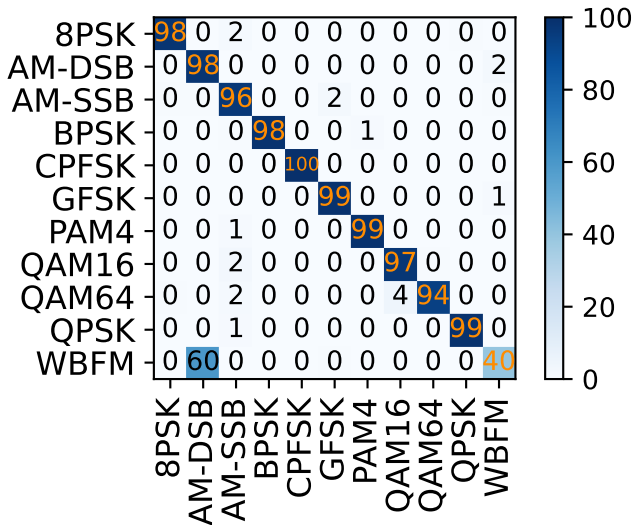 8PSK 98 0 2 0 0 0 0 0 0 0 0
AM-DSB 0 98 0 0 0 0 0 0 0 0 2
AM-SSB 0 0 96 0 0 2 0 0 0 0 0
BPSK 0 0 0 98 0 0 1 0 0 0 0
CPFSK 0 0 0 0 100 0 0 0 0 0 0
GFSK 0 0 0 0 0 99 0 0 0 0 1
PAM4 0 0 1 0 0 0 99 0 0 0 0
QAM16 0 0 2 0 0 0 0 97 0 0 0
QAM64 0 0 2 0 0 0 0 4 94 0 0
QPSK 0 0 1 0 0 0 0 0 0 99 0
WBFM 0 60 0 0 0 0 0 0 0 0 40
8PSK
AM-DSB
AM-SSB
BPSK
CPFSK
GFSK
PAM4
QAM16
QAM64
QPSK
WBFM
100
80
60
40
20
0